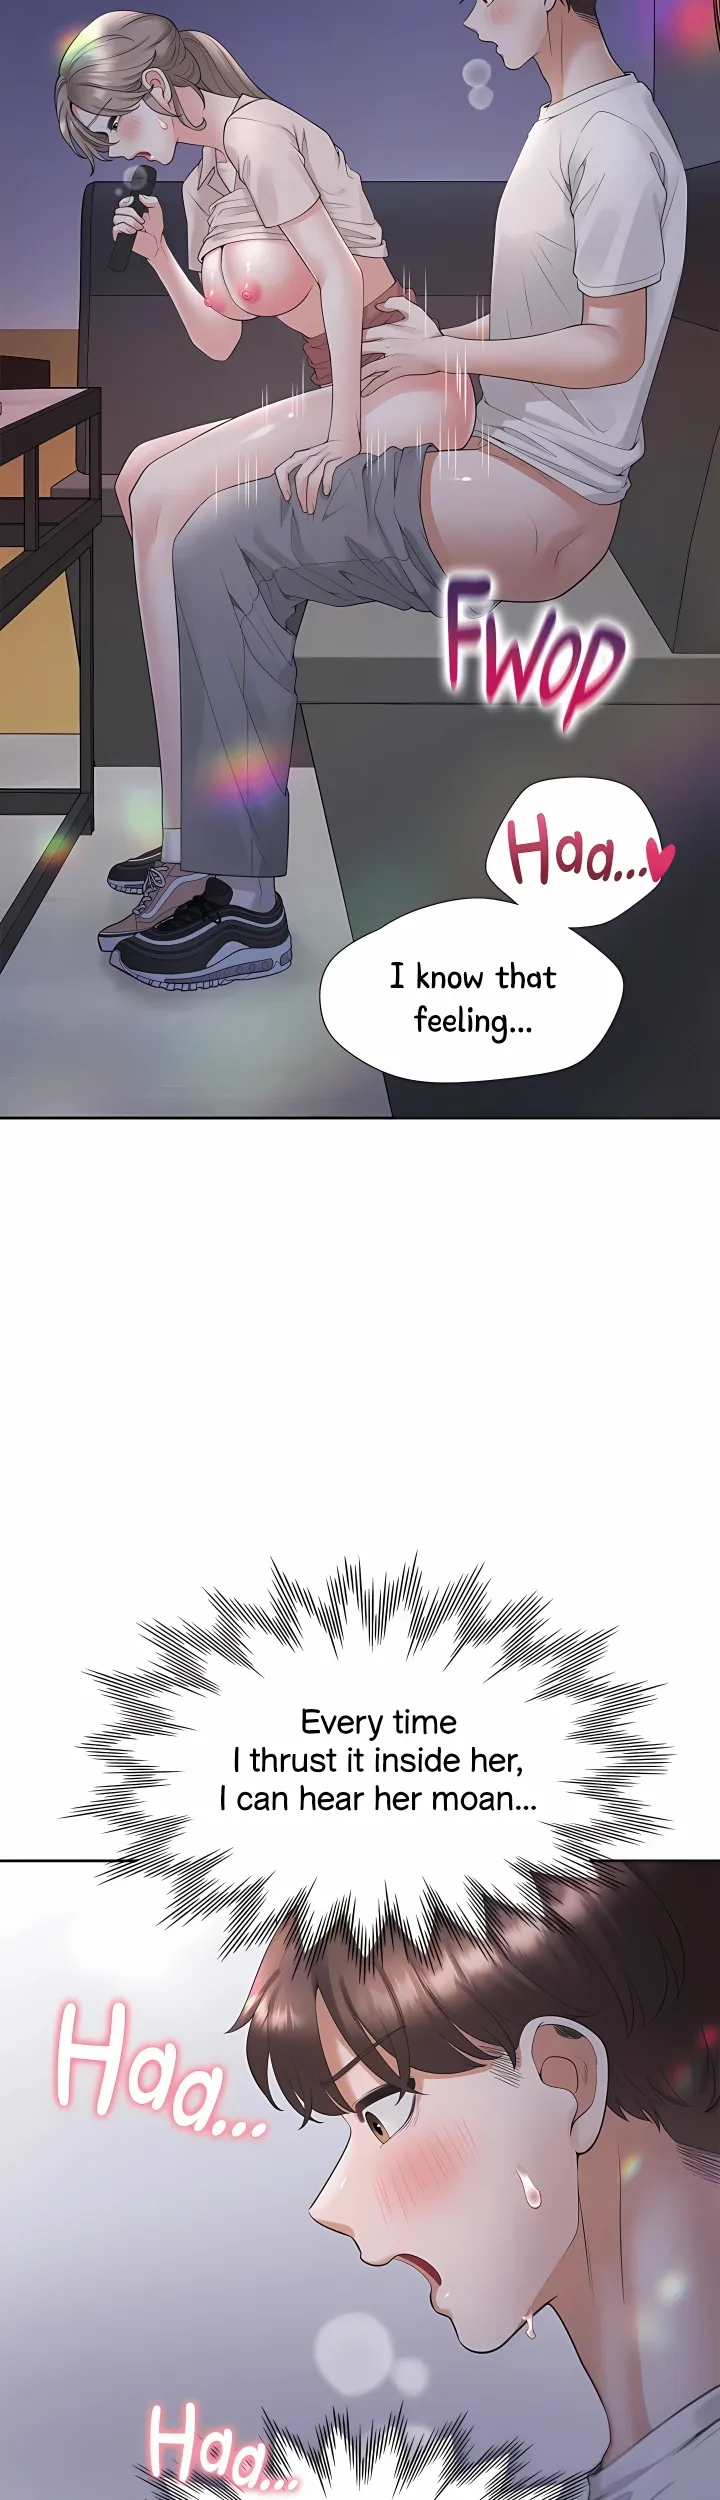 FWOP
Haa...♥
I know that
feeling...
Every time
I thrust it inside her,
I can hear her moan...
Haa...
Haa...